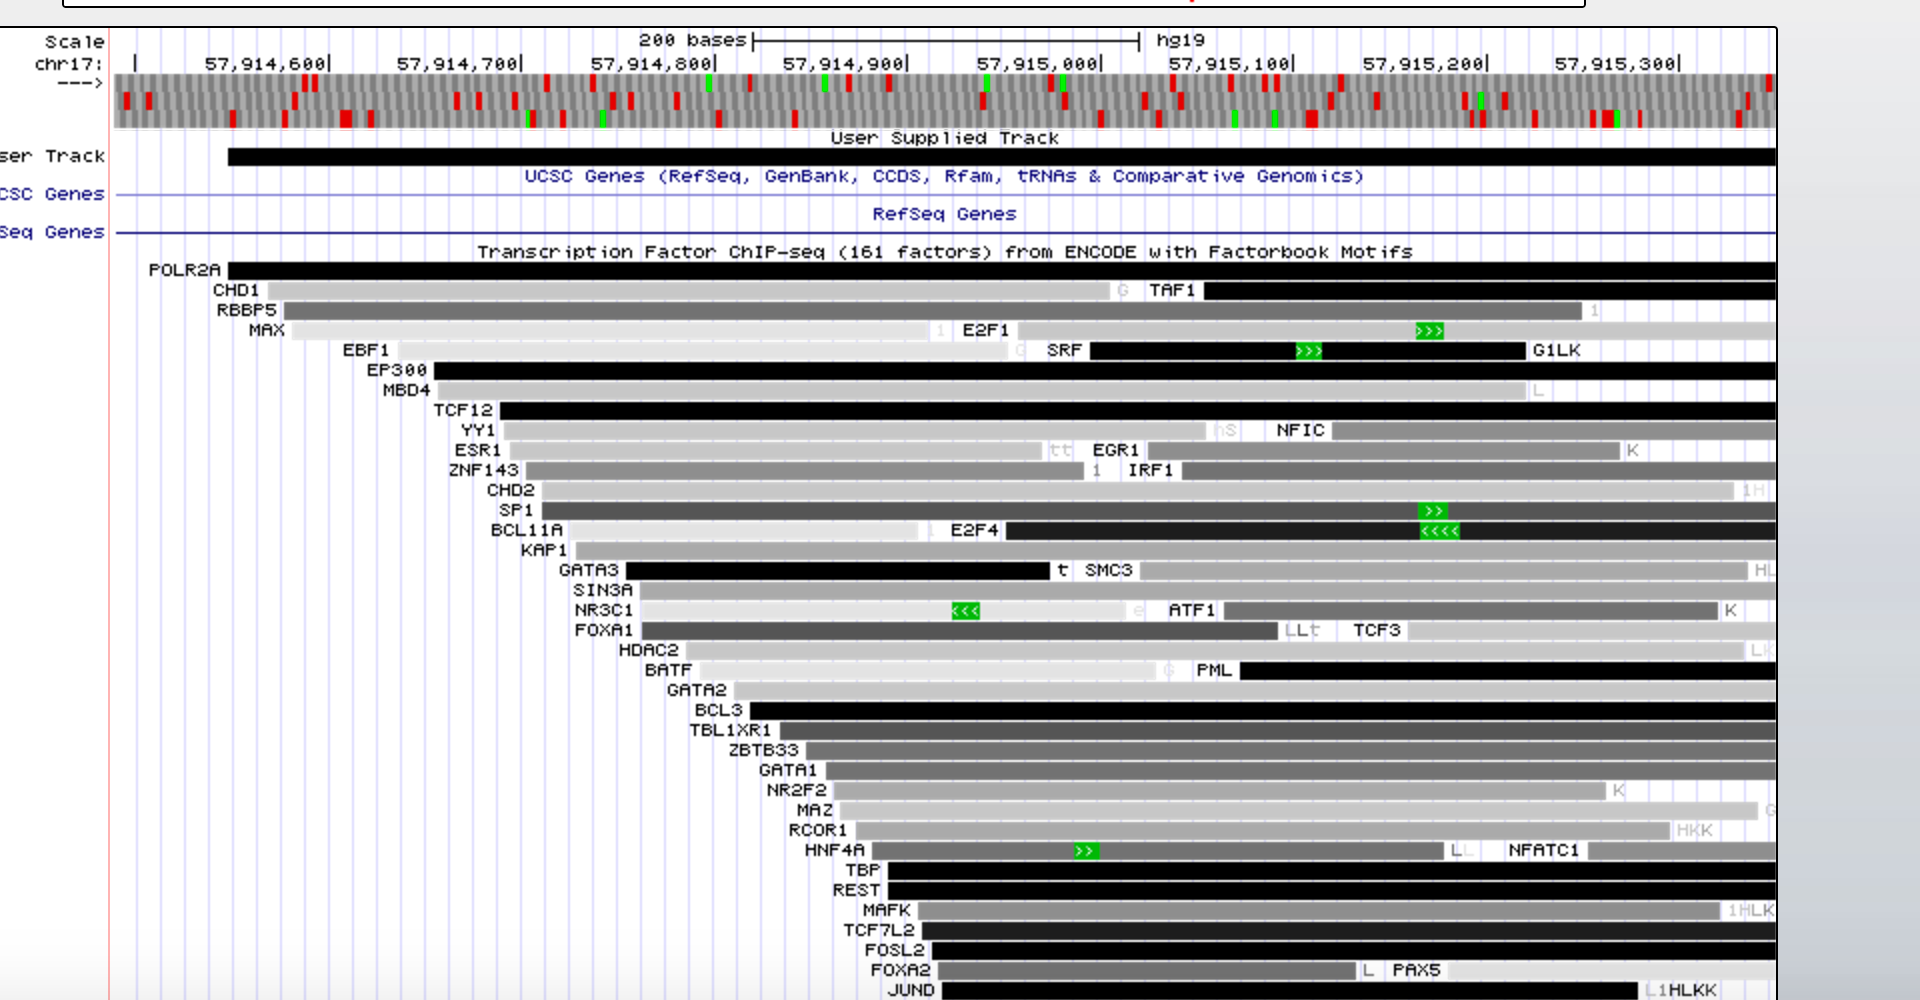 Scale 200 bases hg19
chr17: 57,914,600 57,914,700 57,914,800 57,914,900 57,915,000 57,915,100 57,915,200 57,915,300
--->
User Supplied Track
ser Track
UCSC Genes (RefSeq, GenBank, CCDS, Rfam, tRNAs & Comparative Genomics)
CSC Genes
RefSeq Genes
Seq Genes
Transcription Factor ChIP-seq (161 factors) from ENCODE with Factorbook Motifs
POLR2A
CHD1 G TAF1
RBBP5 1
MAX 1 E2F1 >>>
EBF1 G SRF >>> G1LK
EP300
MBD4 L
TCF12
YY1 hS NFIC
ESR1 tt EGR1 K
ZNF143 1 IRF1
CHD2 1H
SP1 >>
BCL11A E2F4 <<<<
KAP1
GATA3 t SMC3 HL
SIN3A
NR3C1 <<< e ATF1 K
FOXA1 LLt TCF3
HDAC2 LK
BATF G PML
GATA2
BCL3
TBL1XR1
ZBTB33
GATA1
NR2F2 K
MAZ G
RCOR1 HKK
HNF4A >> LL NFATC1
TBP
REST
MAFK 1HLK
TCF7L2
FOSL2
FOXA2 L PAX5
JUND L1HLKK